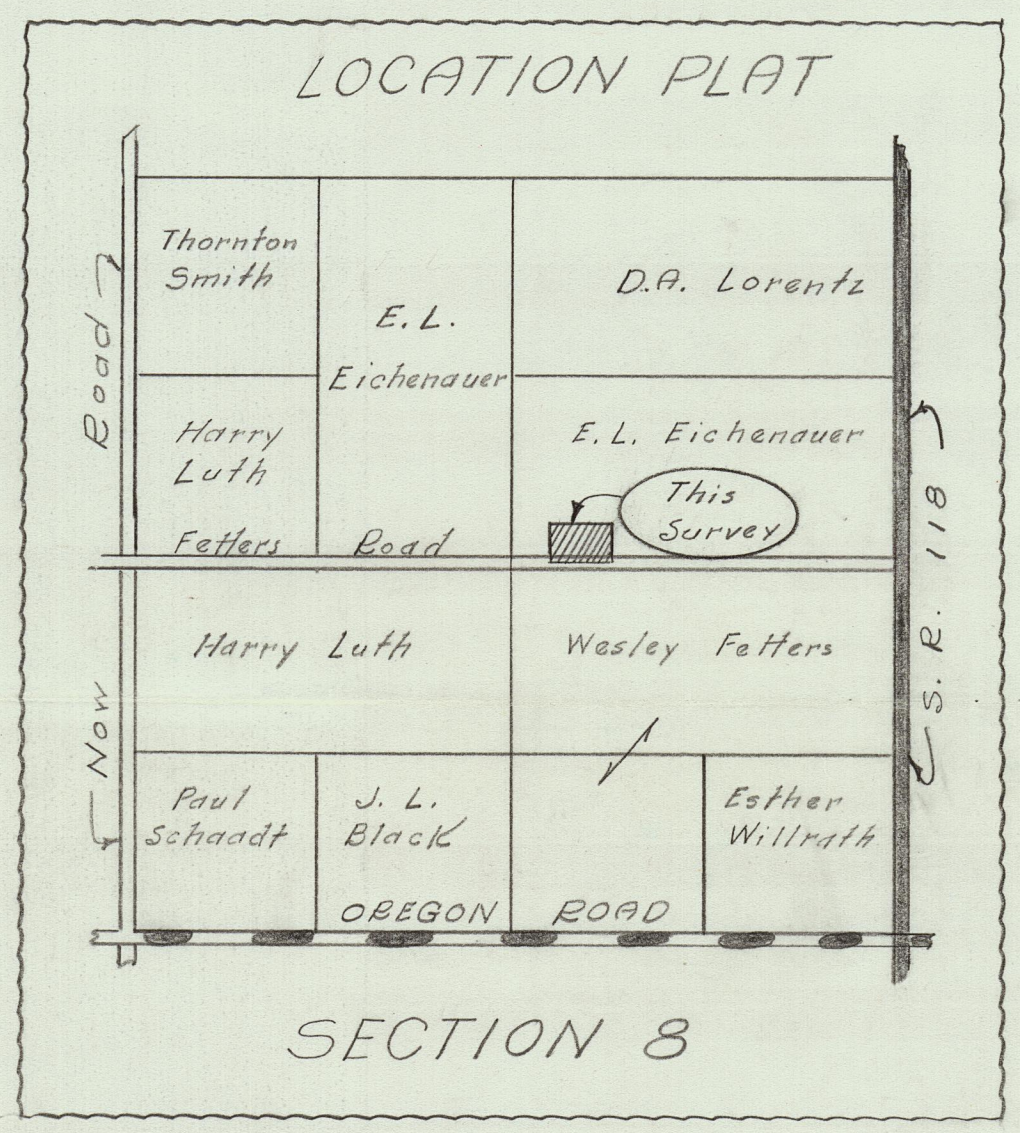 LOCATION PLAT
Thornton
Smith
E. L.
Eichenauer
D.A. Lorentz
Road
Harry
Luth
E. L. Eichenauer
This
Survey
Fetters Road
S. R. 118
Harry Luth
Wesley Fetters
Now
Paul
Schaadt
J. L.
Black
Esther
Willrath
OREGON ROAD
SECTION 8